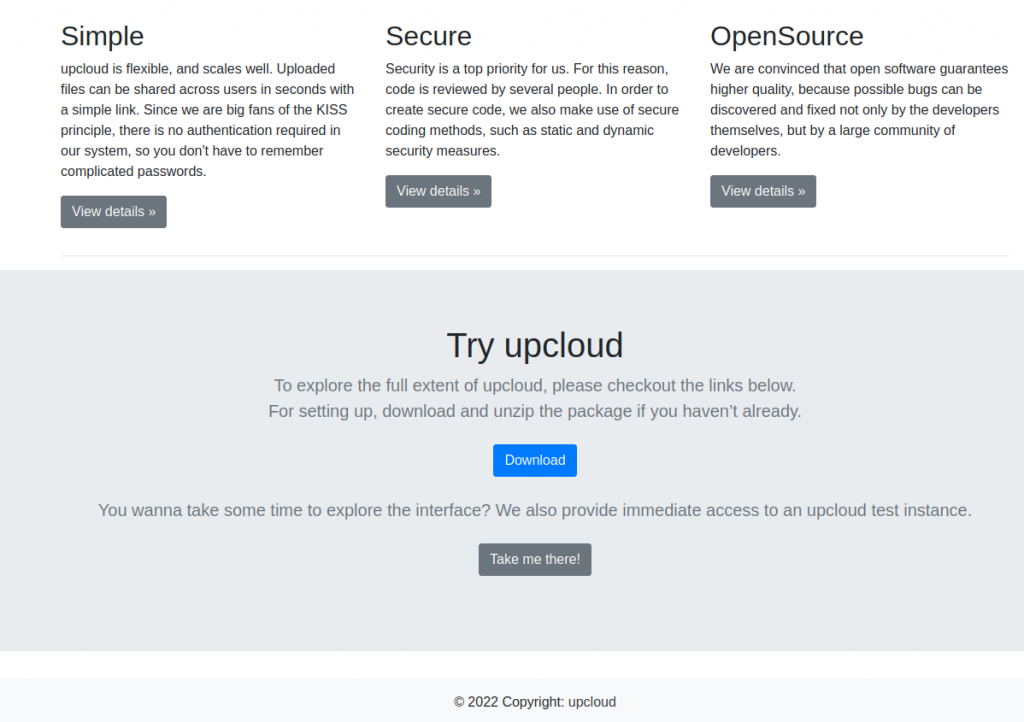 Simple
upcloud is flexible, and scales well. Uploaded
files can be shared across users in seconds with
a simple link. Since we are big fans of the KISS
principle, there is no authentication required in
our system, so you don't have to remember
complicated passwords.
View details »
Secure
Security is a top priority for us. For this reason,
code is reviewed by several people. In order to
create secure code, we also make use of secure
coding methods, such as static and dynamic
security measures.
View details »
OpenSource
We are convinced that open software guarantees
higher quality, because possible bugs can be
discovered and fixed not only by the developers
themselves, but by a large community of
developers.
View details »
Try upcloud
To explore the full extent of upcloud, please checkout the links below.
For setting up, download and unzip the package if you haven’t already.
Download
You wanna take some time to explore the interface? We also provide immediate access to an upcloud test instance.
Take me there!
© 2022 Copyright: upcloud